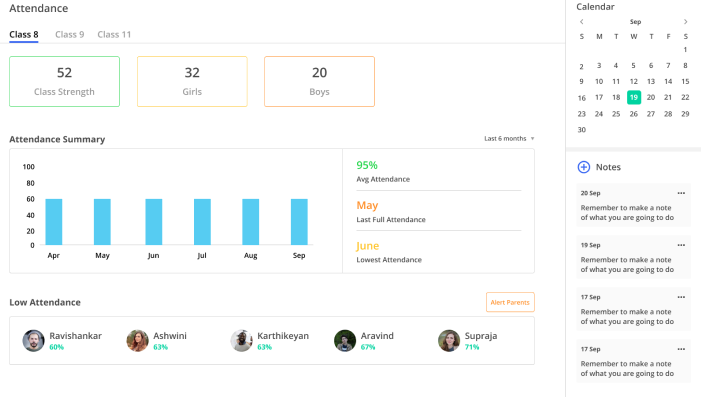 Attendance
Class 8 Class 9 Class 11
52
Class Strength
32
Girls
20
Boys
Attendance Summary
Last 6 months
100
80
60
40
20
0
Apr May Jun Jul Aug Sep
95%
Avg Attendance
May
Last Full Attendance
June
Lowest Attendance
Low Attendance
Alert Parents
Ravishankar
60%
Ashwini
63%
Karthikeyan
63%
Aravind
67%
Supraja
71%
Calendar
Sep
S M T W T F S
1
2 3 4 5 6 7 8
9 10 11 12 13 14 15
16 17 18 19 20 21 22
23 24 25 26 27 28 29
30
Notes
20 Sep
Remember to make a note
of what you are going to do
19 Sep
Remember to make a note
of what you are going to do
17 Sep
Remember to make a note
of what you are going to do
17 Sep
Remember to make a note
of what you are going to do